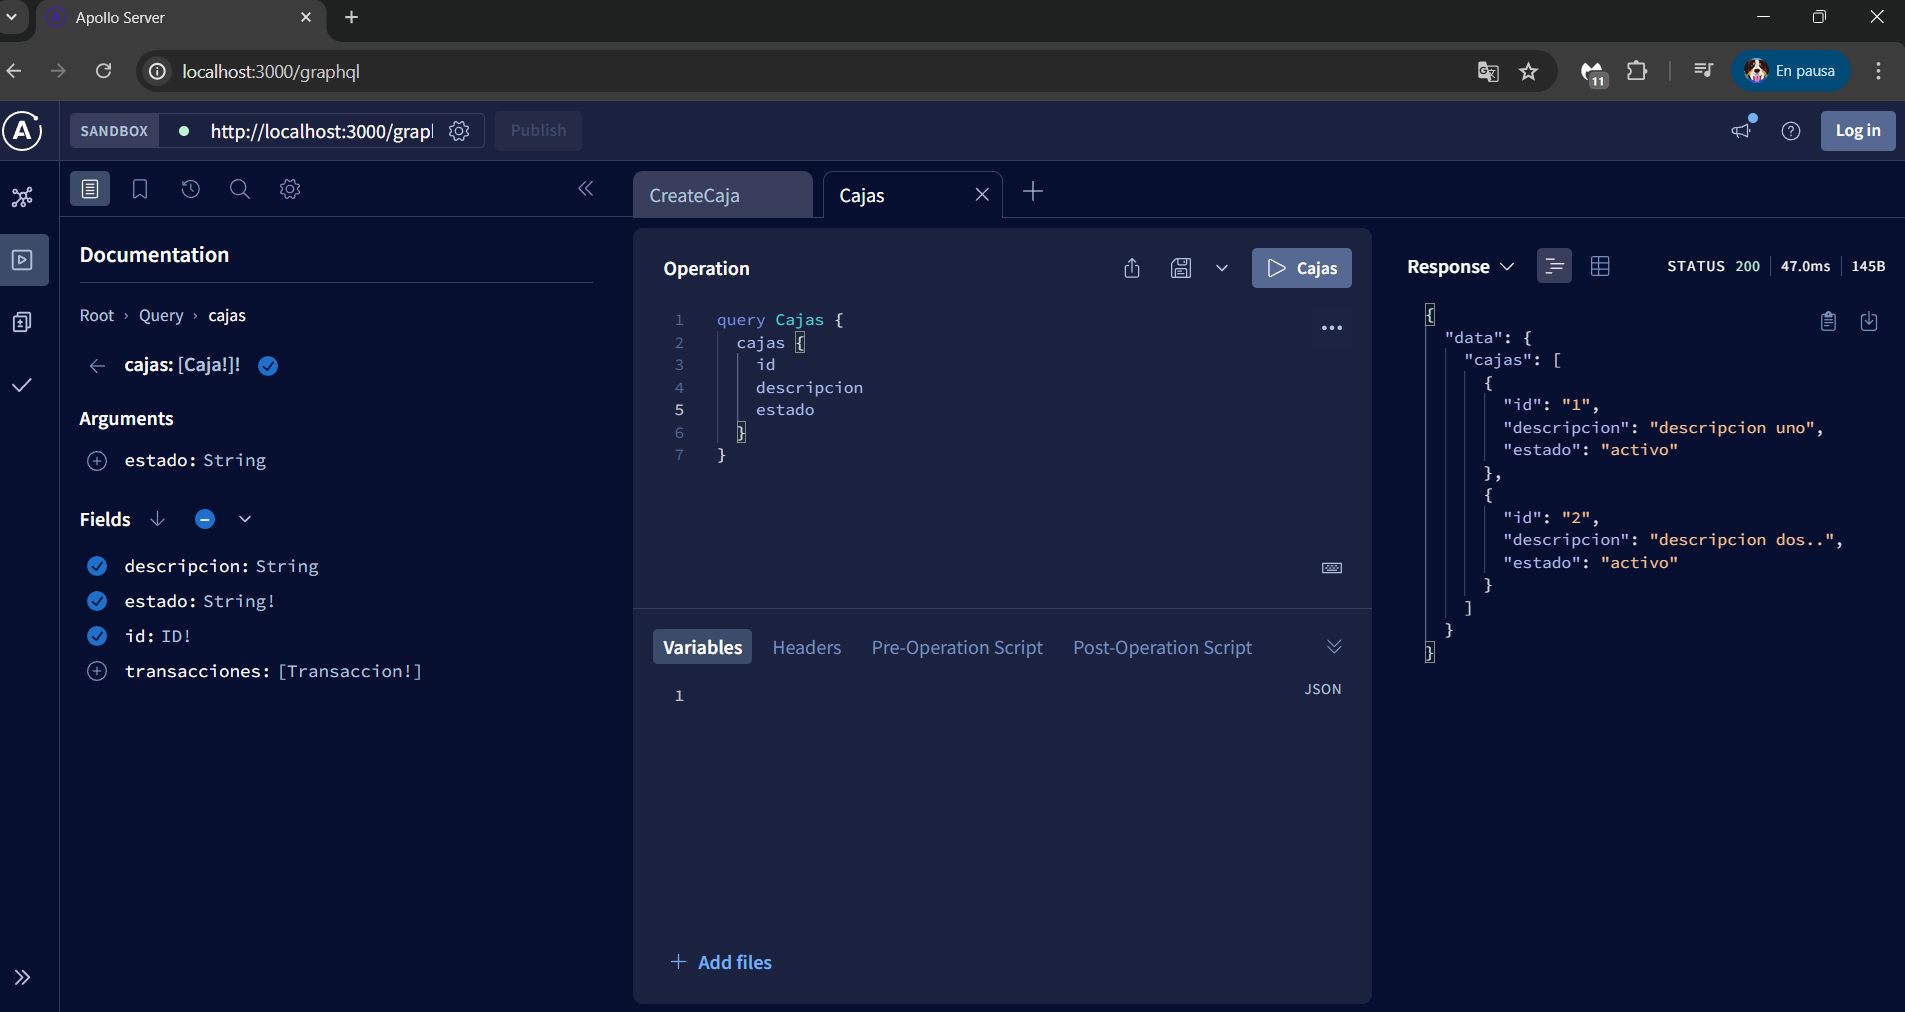 Apollo Server
localhost:3000/graphql
11
En pausa
SANDBOX
http://localhost:3000/grapl
Publish
Log in
CreateCaja
Cajas
Documentation
Root › Query › cajas
cajas: [Caja!]!
Arguments
estado: String
Fields
descripcion: String
estado: String!
id: ID!
transacciones: [Transaccion!]
Operation
Cajas
1 query Cajas {
2 cajas {
3 id
4 descripcion
5 estado
6 }
7 }
Variables
Headers
Pre-Operation Script
Post-Operation Script
1
JSON
+ Add files
Response
STATUS 200
47.0ms
145B
{
"data": {
"cajas": [
{
"id": "1",
"descripcion": "descripcion uno",
"estado": "activo"
},
{
"id": "2",
"descripcion": "descripcion dos..",
"estado": "activo"
}
]
}
}